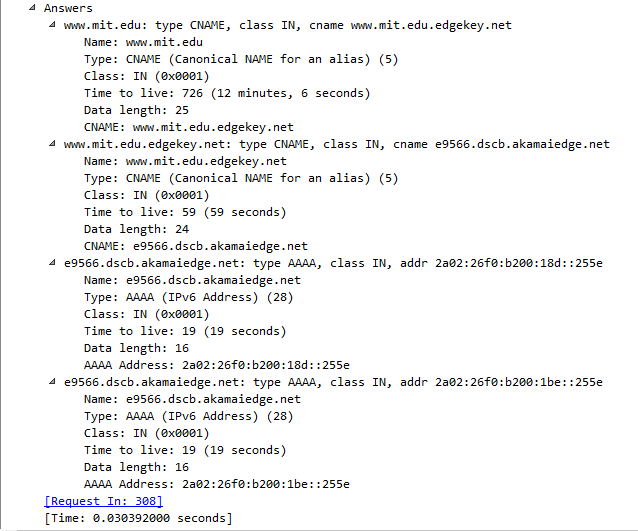 Answers
www.mit.edu: type CNAME, class IN, cname www.mit.edu.edgekey.net
Name: www.mit.edu
Type: CNAME (Canonical NAME for an alias) (5)
Class: IN (0x0001)
Time to live: 726 (12 minutes, 6 seconds)
Data length: 25
CNAME: www.mit.edu.edgekey.net
www.mit.edu.edgekey.net: type CNAME, class IN, cname e9566.dscb.akamaiedge.net
Name: www.mit.edu.edgekey.net
Type: CNAME (Canonical NAME for an alias) (5)
Class: IN (0x0001)
Time to live: 59 (59 seconds)
Data length: 24
CNAME: e9566.dscb.akamaiedge.net
e9566.dscb.akamaiedge.net: type AAAA, class IN, addr 2a02:26f0:b200:18d::255e
Name: e9566.dscb.akamaiedge.net
Type: AAAA (IPv6 Address) (28)
Class: IN (0x0001)
Time to live: 19 (19 seconds)
Data length: 16
AAAA Address: 2a02:26f0:b200:18d::255e
e9566.dscb.akamaiedge.net: type AAAA, class IN, addr 2a02:26f0:b200:1be::255e
Name: e9566.dscb.akamaiedge.net
Type: AAAA (IPv6 Address) (28)
Class: IN (0x0001)
Time to live: 19 (19 seconds)
Data length: 16
AAAA Address: 2a02:26f0:b200:1be::255e
[Request In: 308]
[Time: 0.030392000 seconds]